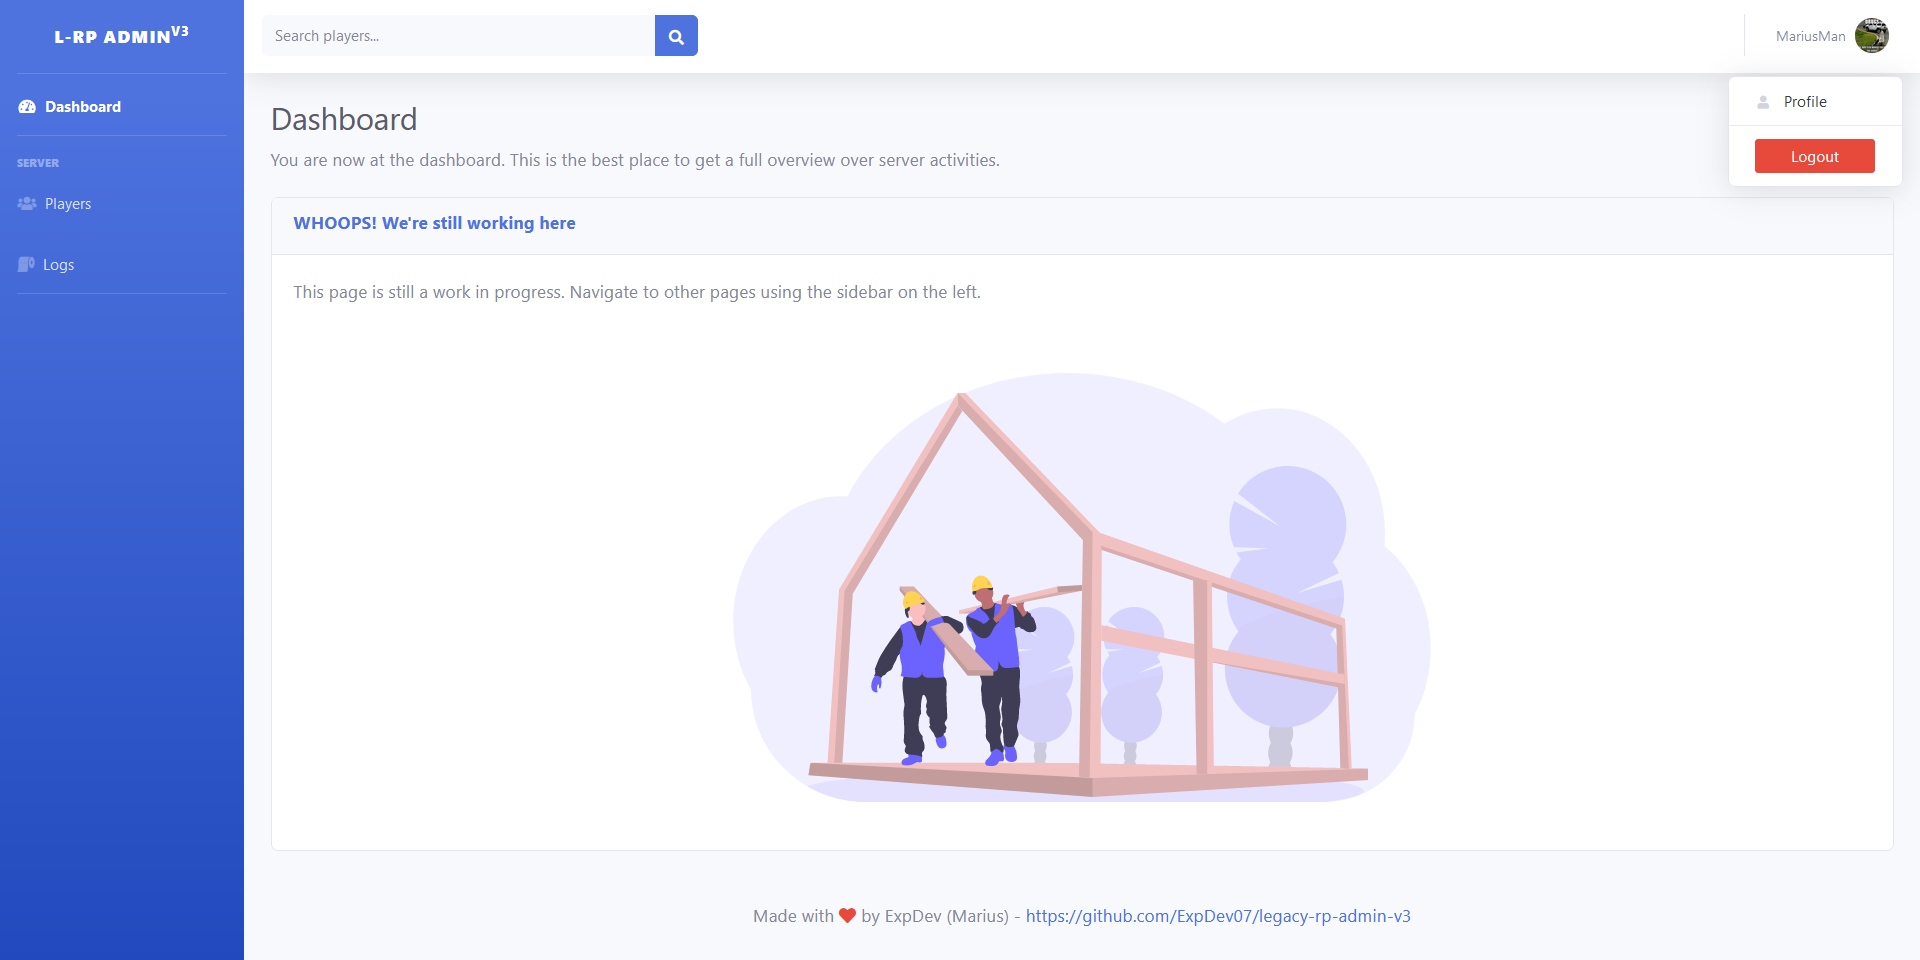 L-RP ADMIN V3
Search players...
MariusMan
Profile
Logout
Dashboard
SERVER
Players
Logs
Dashboard
You are now at the dashboard. This is the best place to get a full overview over server activities.
WHOOPS! We're still working here
This page is still a work in progress. Navigate to other pages using the sidebar on the left.
Made with ❤ by ExpDev (Marius) - https://github.com/ExpDev07/legacy-rp-admin-v3